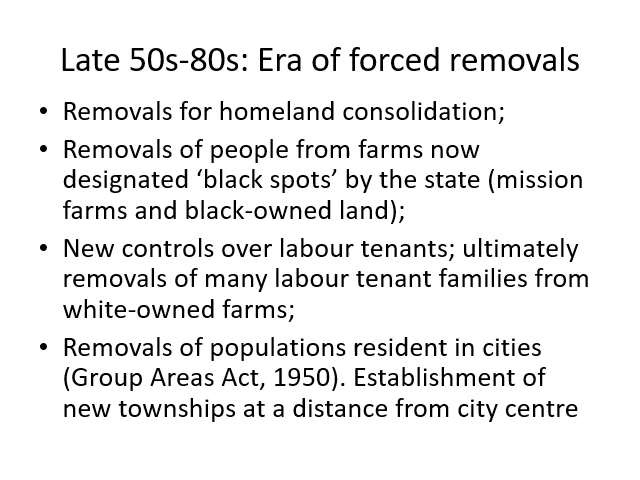 Late 50s-80s: Era of forced removals
• Removals for homeland consolidation;
• Removals of people from farms now
designated ‘black spots’ by the state (mission
farms and black-owned land);
• New controls over labour tenants; ultimately
removals of many labour tenant families from
white-owned farms;
• Removals of populations resident in cities
(Group Areas Act, 1950). Establishment of
new townships at a distance from city centre